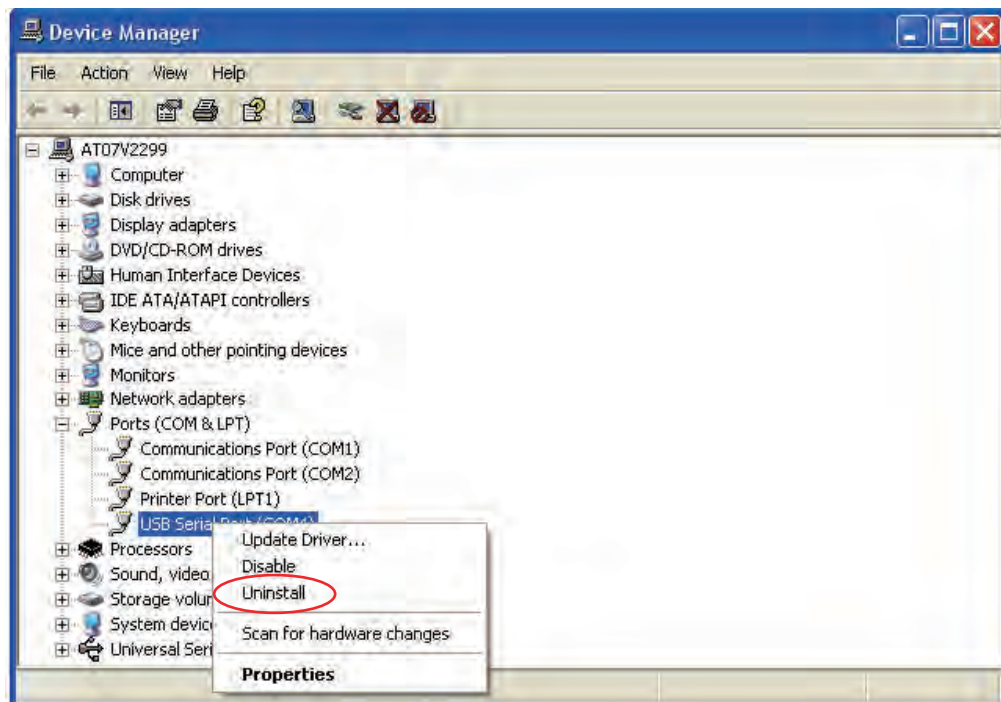 Device Manager
File Action View Help
AT07V2299
Computer
Disk drives
Display adapters
DVD/CD-ROM drives
Human Interface Devices
IDE ATA/ATAPI controllers
Keyboards
Mice and other pointing devices
Monitors
Network adapters
Ports (COM & LPT)
Communications Port (COM1)
Communications Port (COM2)
Printer Port (LPT1)
USB Serial Port (COM4)
Processors
Sound, video
Storage volu
System devic
Universal Seri
Update Driver...
Disable
Uninstall
Scan for hardware changes
Properties